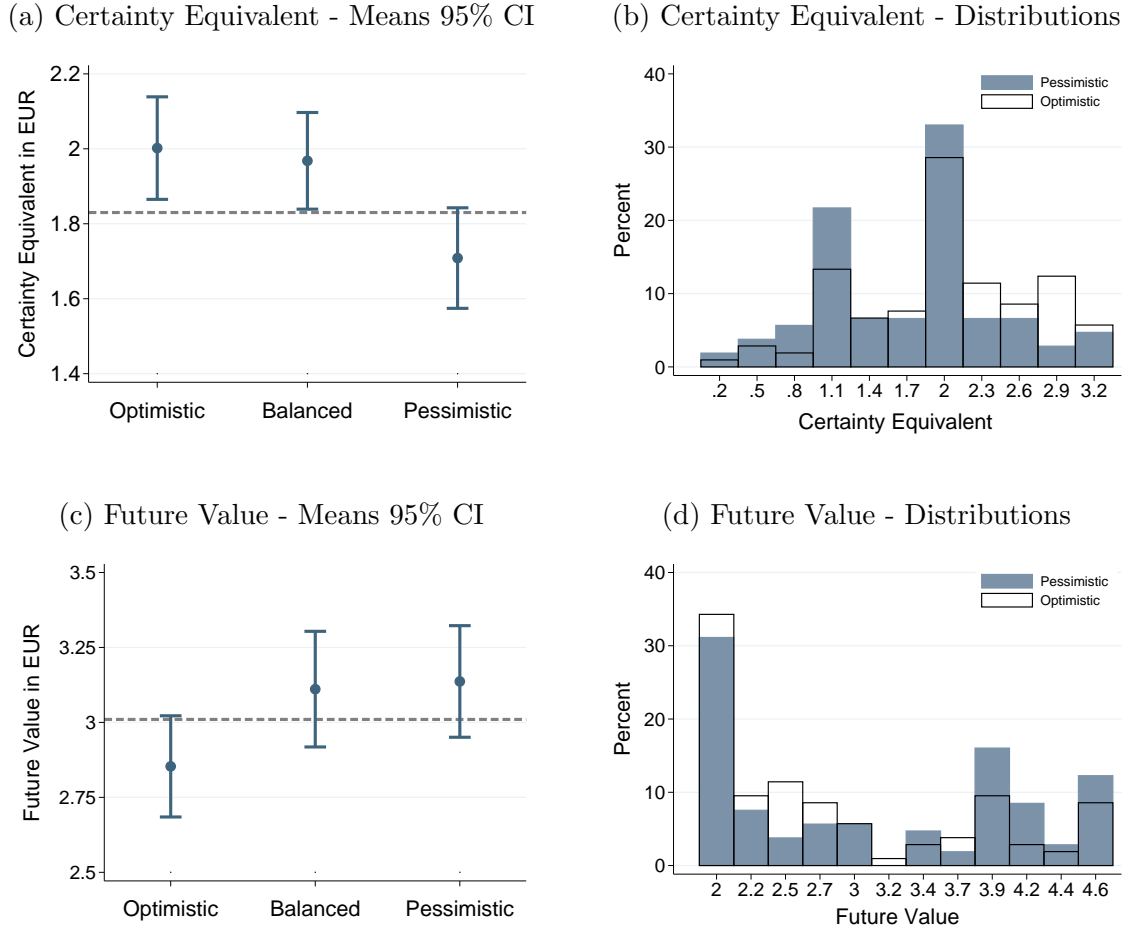 (a) Certainty Equivalent - Means 95% CI
Certainty Equivalent in EUR
2.2
2
1.8
1.6
1.4
Optimistic Balanced Pessimistic
(b) Certainty Equivalent - Distributions
Percent
40
30
20
10
0
Pessimistic
Optimistic
.2 .5 .8 1.1 1.4 1.7 2 2.3 2.6 2.9 3.2
Certainty Equivalent
(c) Future Value - Means 95% CI
Future Value in EUR
3.5
3.25
3
2.75
2.5
Optimistic Balanced Pessimistic
(d) Future Value - Distributions
Percent
40
30
20
10
0
Pessimistic
Optimistic
2 2.2 2.5 2.7 3 3.2 3.4 3.7 3.9 4.2 4.4 4.6
Future Value